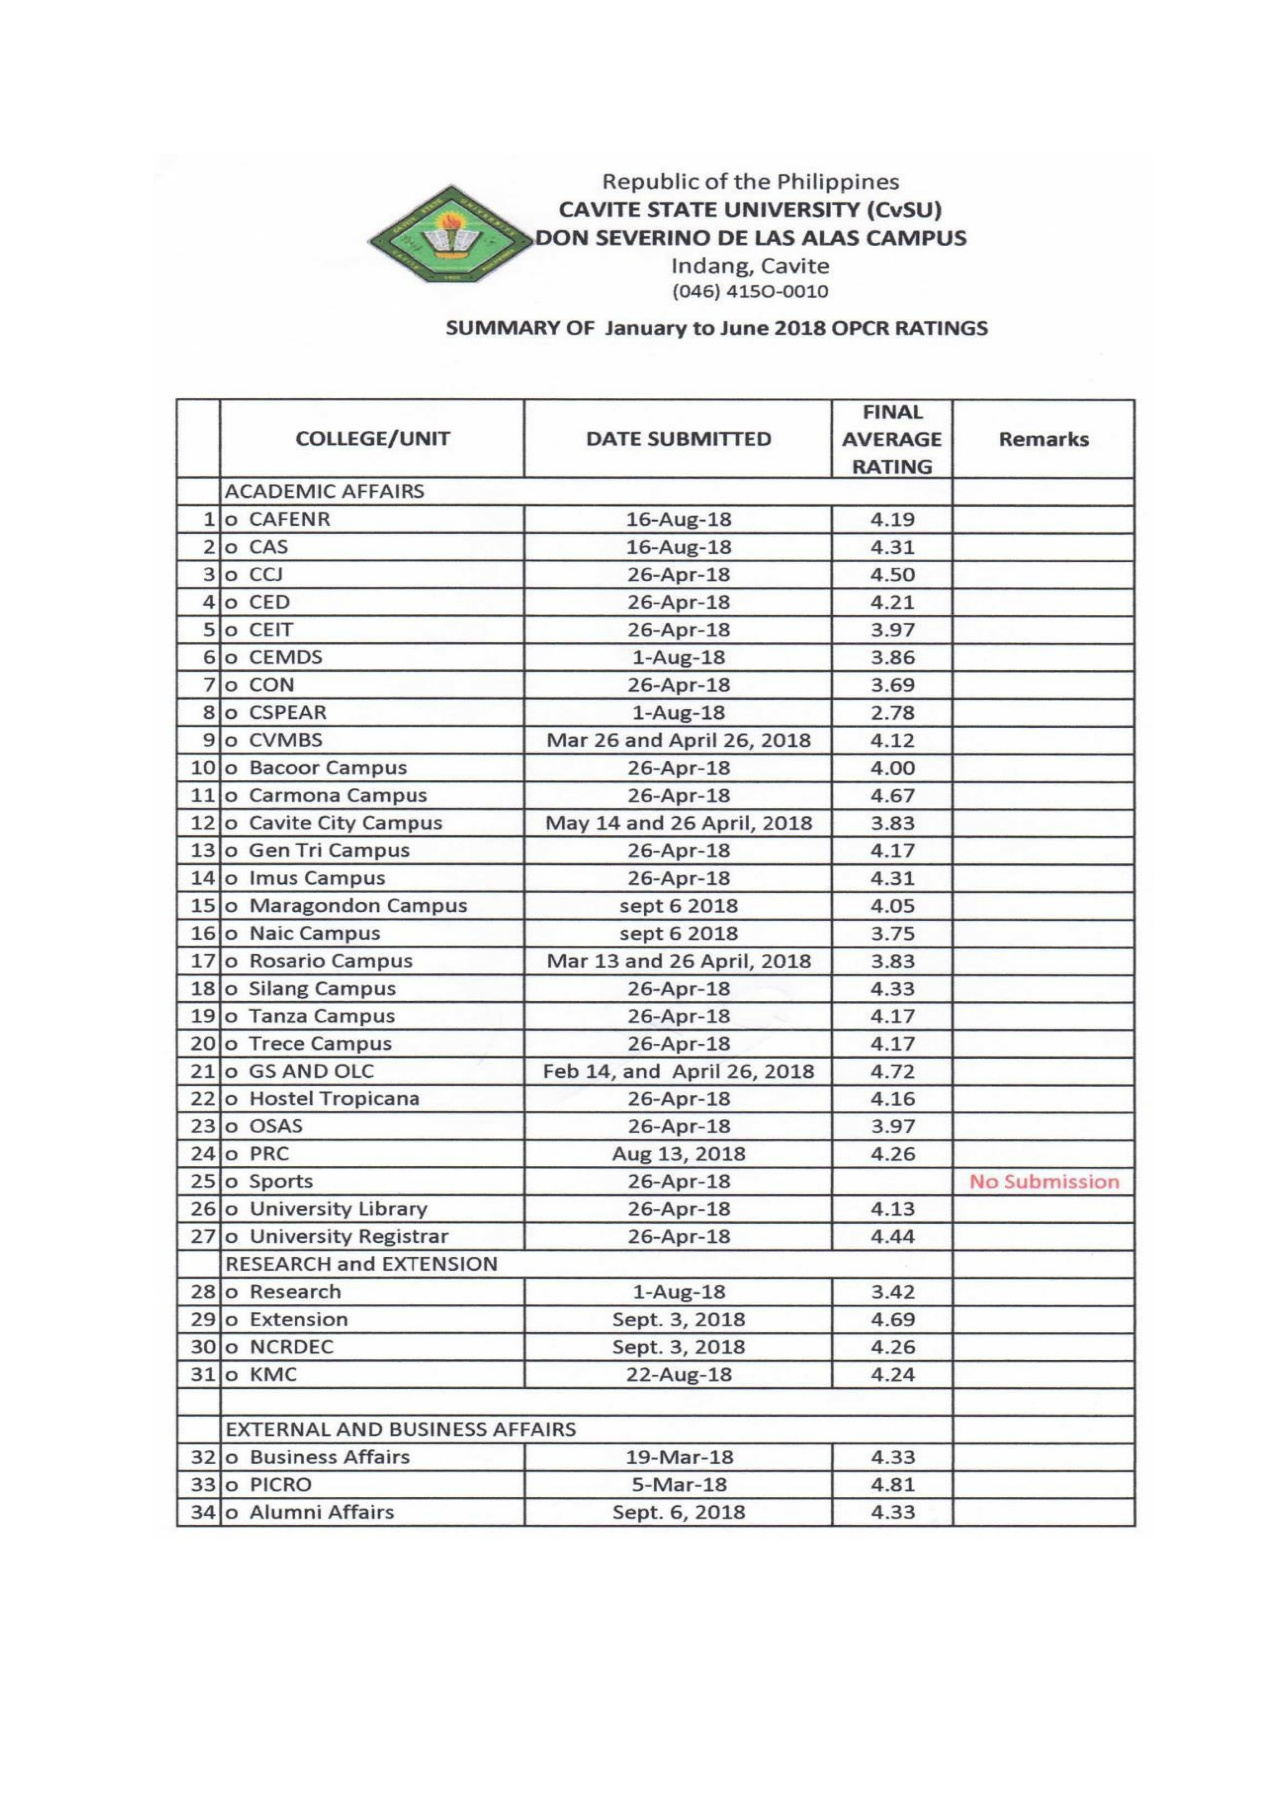 Republic of the Philippines
CAVITE STATE UNIVERSITY (CvSU)
DON SEVERINO DE LAS ALAS CAMPUS
Indang, Cavite
(046) 415O-0010
SUMMARY OF January to June 2018 OPCR RATINGS
COLLEGE/UNIT DATE SUBMITTED FINAL AVERAGE RATING Remarks
ACADEMIC AFFAIRS
1 o CAFENR 16-Aug-18 4.19
2 o CAS 16-Aug-18 4.31
3 o CCJ 26-Apr-18 4.50
4 o CED 26-Apr-18 4.21
5 o CEIT 26-Apr-18 3.97
6 o CEMDS 1-Aug-18 3.86
7 o CON 26-Apr-18 3.69
8 o CSPEAR 1-Aug-18 2.78
9 o CVMBS Mar 26 and April 26, 2018 4.12
10 o Bacoor Campus 26-Apr-18 4.00
11 o Carmona Campus 26-Apr-18 4.67
12 o Cavite City Campus May 14 and 26 April, 2018 3.83
13 o Gen Tri Campus 26-Apr-18 4.17
14 o Imus Campus 26-Apr-18 4.31
15 o Maragondon Campus sept 6 2018 4.05
16 o Naic Campus sept 6 2018 3.75
17 o Rosario Campus Mar 13 and 26 April, 2018 3.83
18 o Silang Campus 26-Apr-18 4.33
19 o Tanza Campus 26-Apr-18 4.17
20 o Trece Campus 26-Apr-18 4.17
21 o GS AND OLC Feb 14, and April 26, 2018 4.72
22 o Hostel Tropicana 26-Apr-18 4.16
23 o OSAS 26-Apr-18 3.97
24 o PRC Aug 13, 2018 4.26
25 o Sports 26-Apr-18 No Submission
26 o University Library 26-Apr-18 4.13
27 o University Registrar 26-Apr-18 4.44
RESEARCH and EXTENSION
28 o Research 1-Aug-18 3.42
29 o Extension Sept. 3, 2018 4.69
30 o NCRDEC Sept. 3, 2018 4.26
31 o KMC 22-Aug-18 4.24
EXTERNAL AND BUSINESS AFFAIRS
32 o Business Affairs 19-Mar-18 4.33
33 o PICRO 5-Mar-18 4.81
34 o Alumni Affairs Sept. 6, 2018 4.33